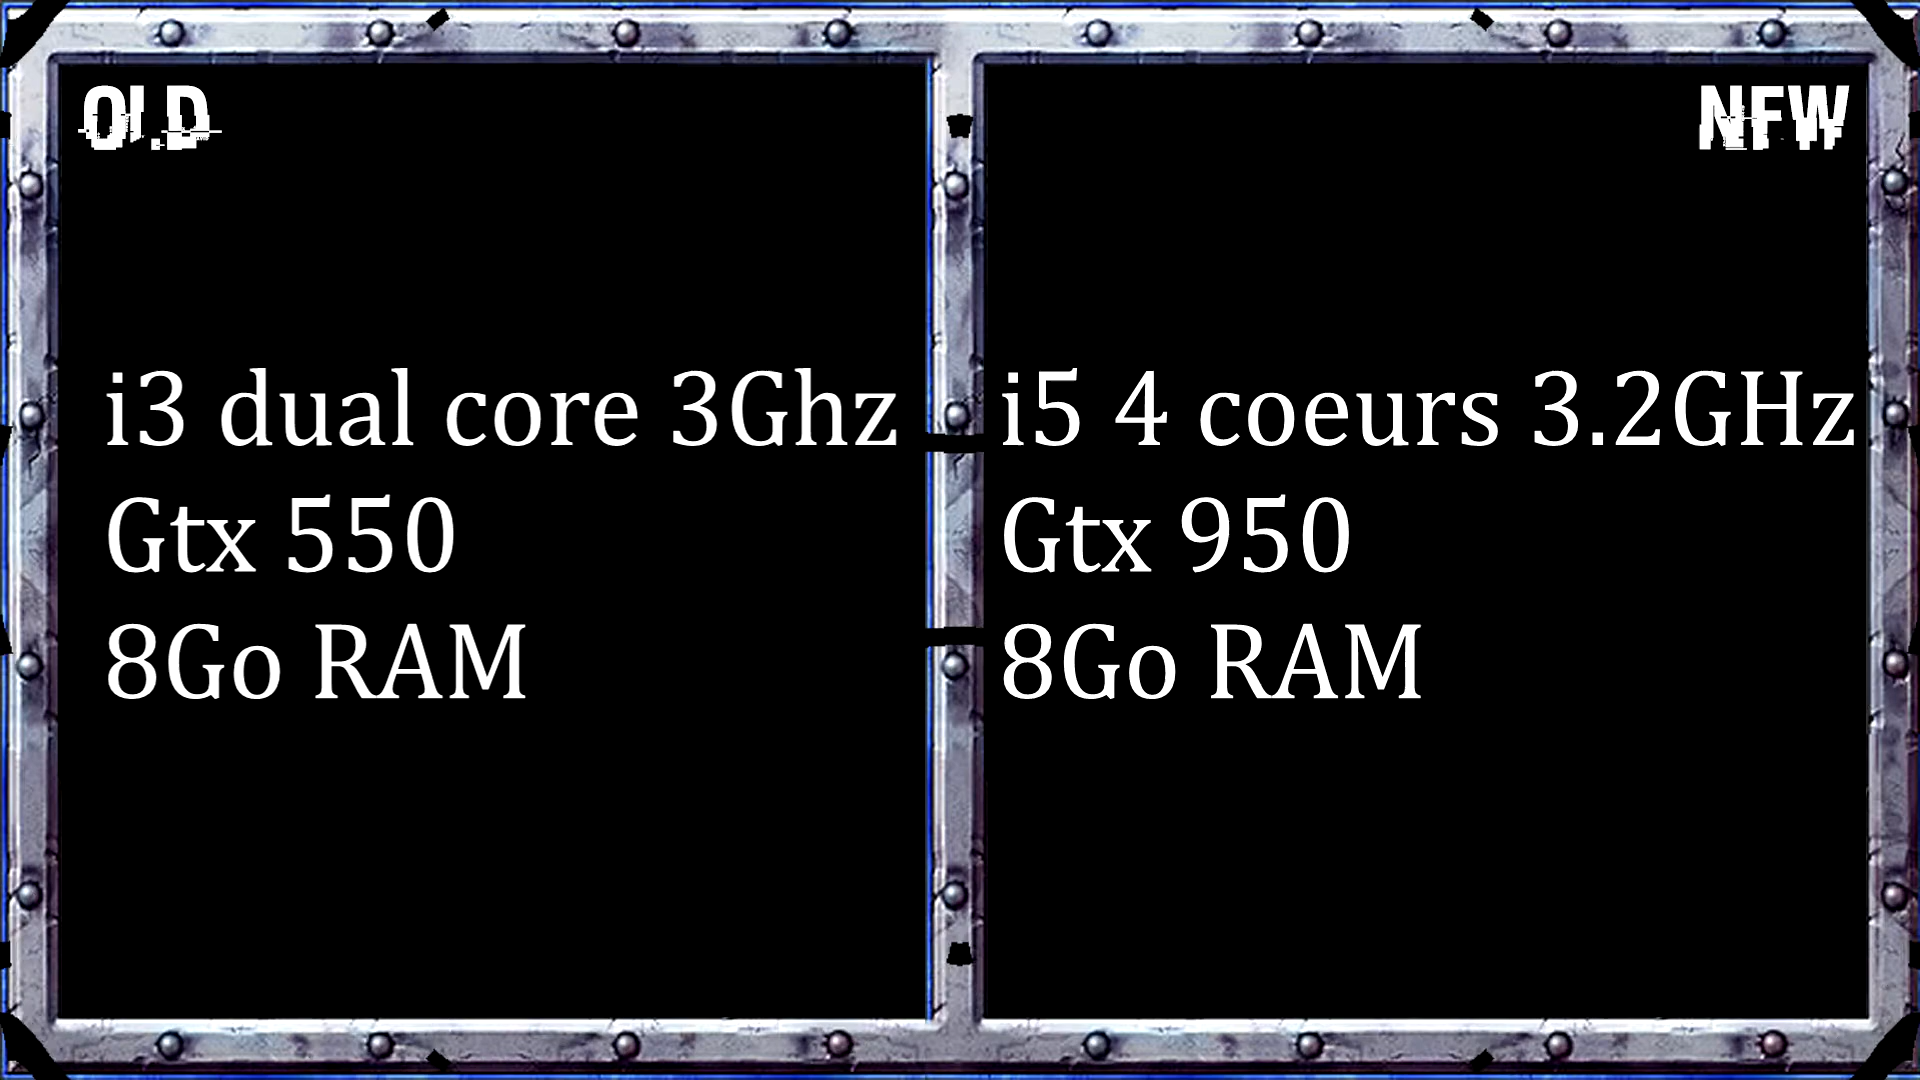 OLD
NEW
i3 dual core 3Ghz
Gtx 550
8Go RAM
i5 4 coeurs 3.2GHz
Gtx 950
8Go RAM